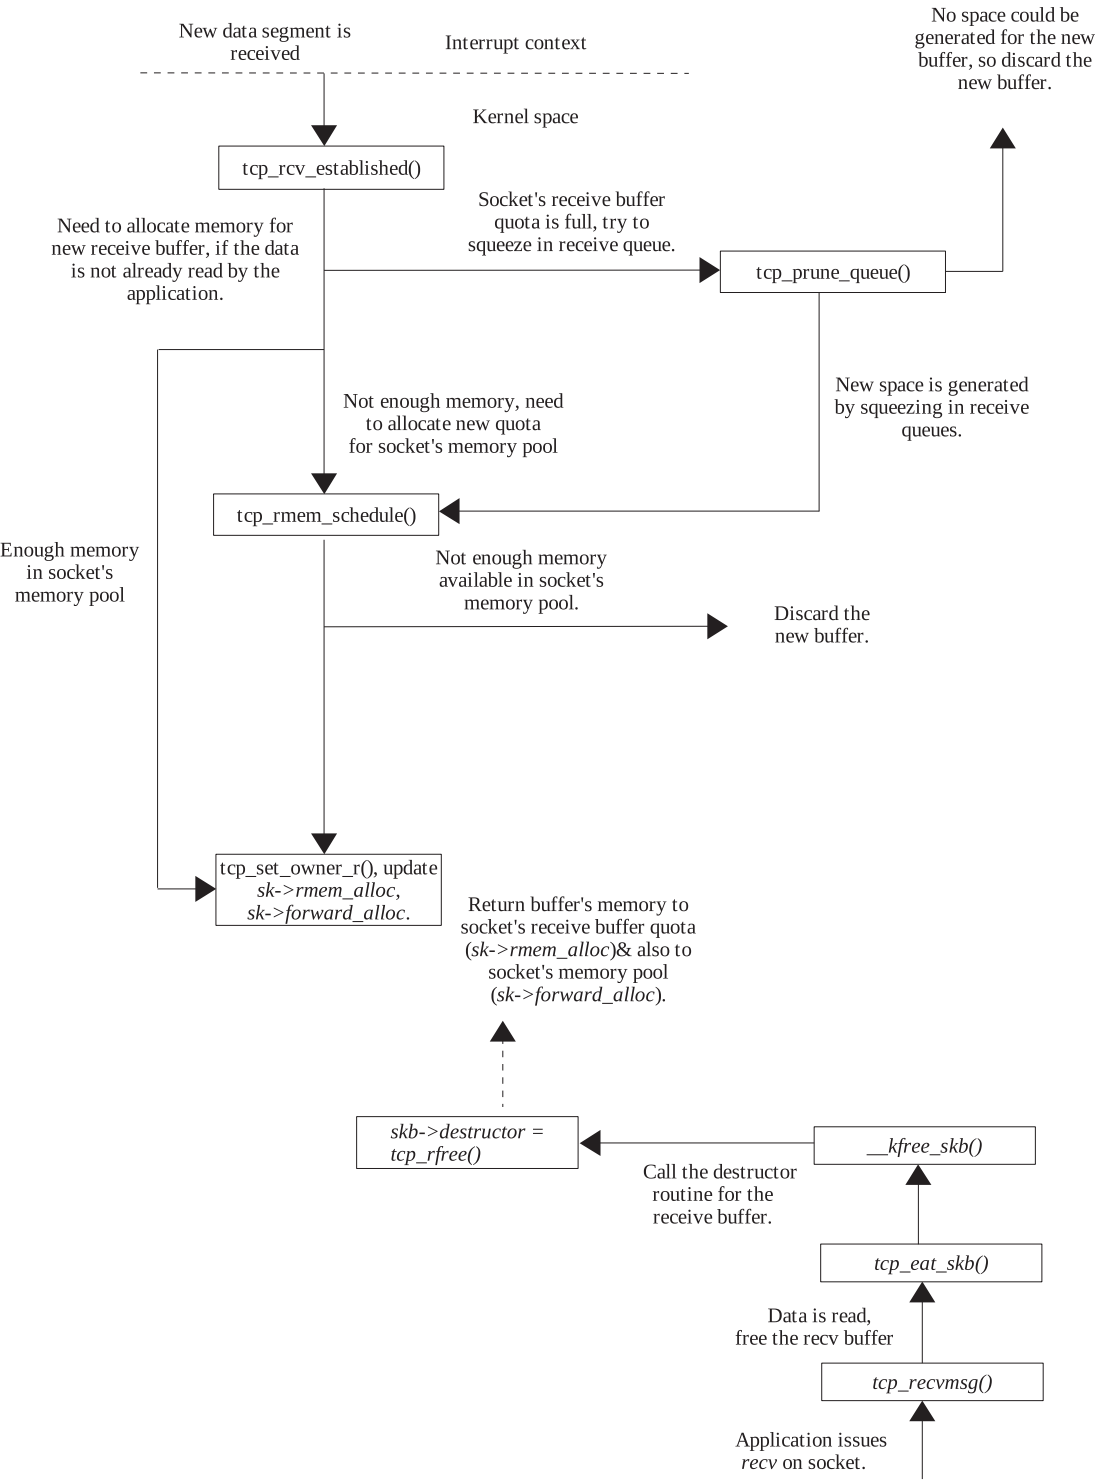 New data segment is
received
Interrupt context
No space could be
generated for the new
buffer, so discard the
new buffer.
Kernel space
tcp_rcv_established()
Need to allocate memory for
new receive buffer, if the data
is not already read by the
application.
Socket's receive buffer
quota is full, try to
squeeze in receive queue.
tcp_prune_queue()
Not enough memory, need
to allocate new quota
for socket's memory pool
New space is generated
by squeezing in receive
queues.
tcp_rmem_schedule()
Enough memory
in socket's
memory pool
Not enough memory
available in socket's
memory pool.
Discard the
new buffer.
tcp_set_owner_r(), update
sk->rmem_alloc,
sk->forward_alloc.
Return buffer's memory to
socket's receive buffer quota
(sk->rmem_alloc)& also to
socket's memory pool
(sk->forward_alloc).
skb->destructor =
tcp_rfree()
__kfree_skb()
Call the destructor
routine for the
receive buffer.
tcp_eat_skb()
Data is read,
free the recv buffer
tcp_recvmsg()
Application issues
recv on socket.